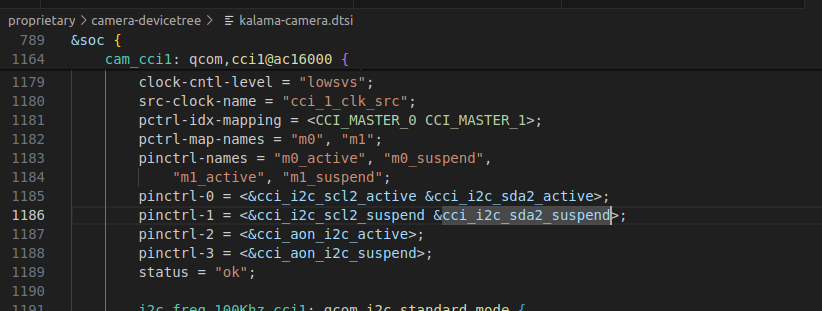 proprietary > camera-devicetree > kalama-camera.dtsi
789 &soc {
1164 cam_cci1: qcom,cci1@ac16000 {
1179 clock-cntl-level = "lowsvs";
1180 src-clock-name = "cci_1_clk_src";
1181 pctrl-idx-mapping = <CCI_MASTER_0 CCI_MASTER_1>;
1182 pctrl-map-names = "m0", "m1";
1183 pinctrl-names = "m0_active", "m0_suspend",
1184 "m1_active", "m1_suspend";
1185 pinctrl-0 = <&cci_i2c_scl2_active &cci_i2c_sda2_active>;
1186 pinctrl-1 = <&cci_i2c_scl2_suspend &cci_i2c_sda2_suspend>;
1187 pinctrl-2 = <&cci_aon_i2c_active>;
1188 pinctrl-3 = <&cci_aon_i2c_suspend>;
1189 status = "ok";
1190
1191 i2c_freq_100Khz_cci1: qcom,i2c_standard_mode {